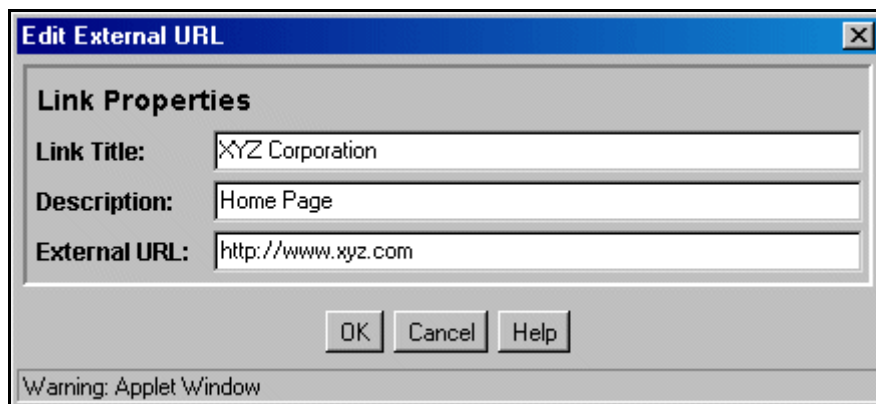 Edit External URL
Link Properties
Link Title: XYZ Corporation
Description: Home Page
External URL: http://www.xyz.com
OK Cancel Help
Warning: Applet Window